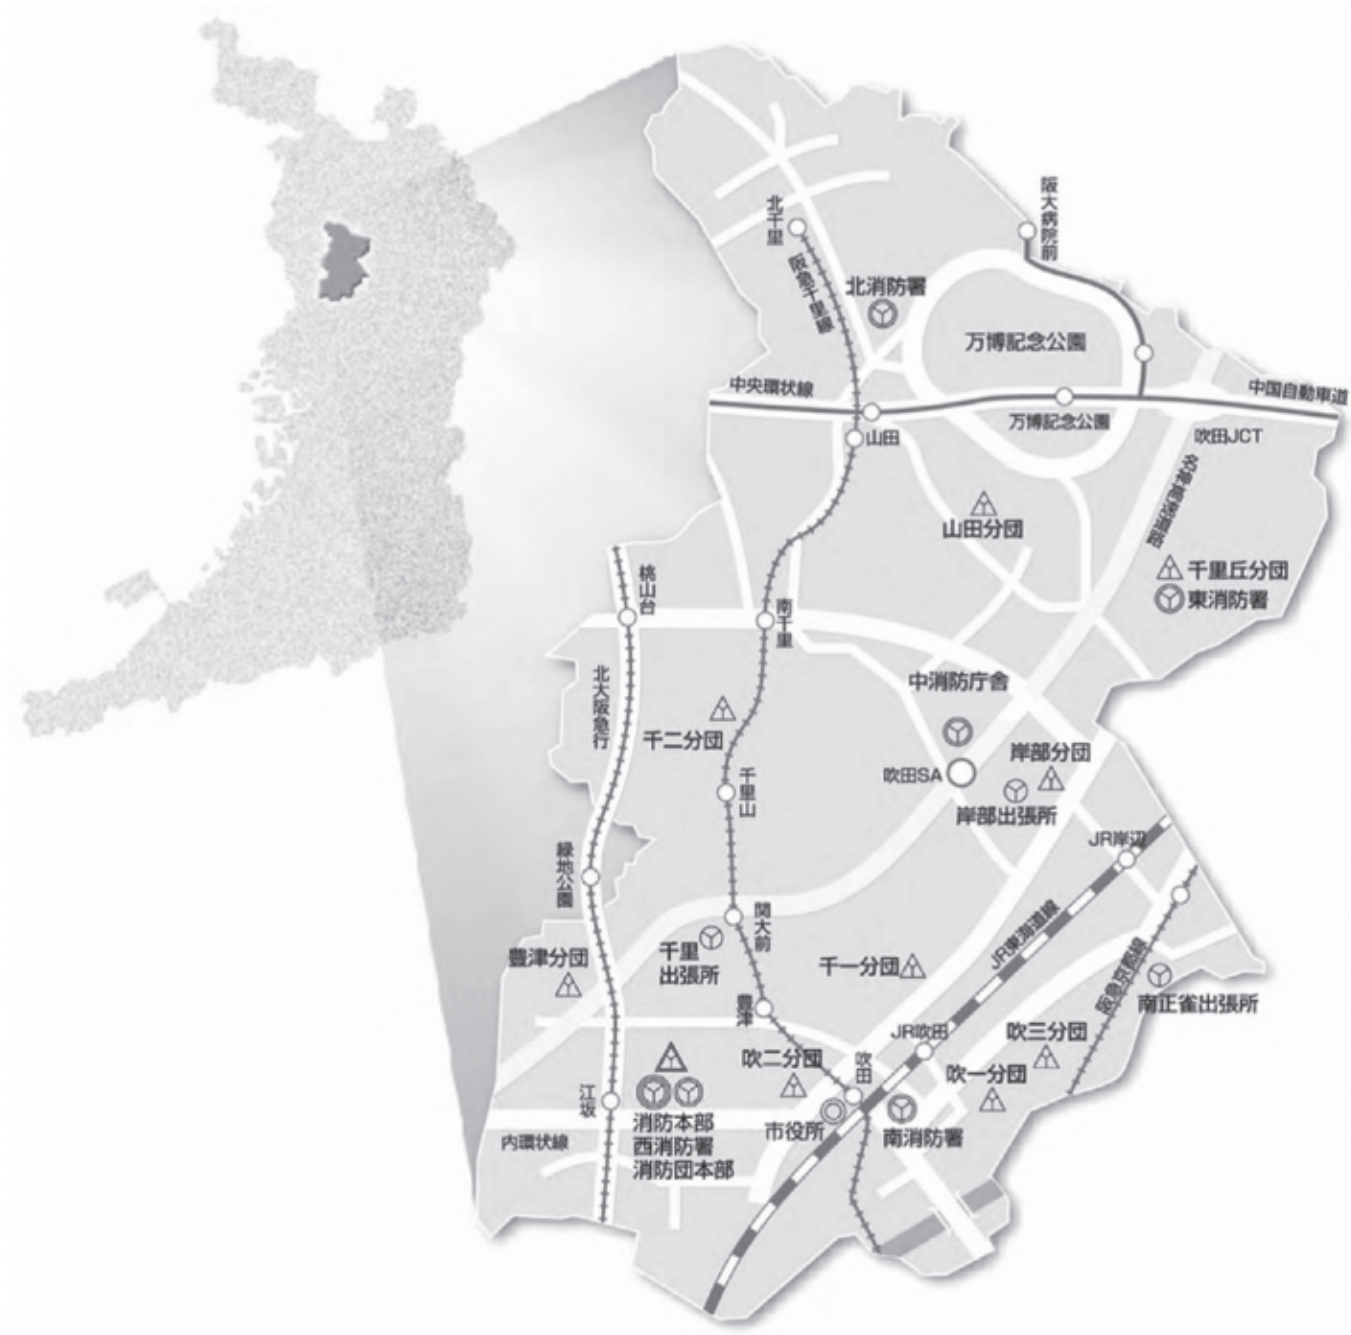 阪大病院前
北千里
阪急千里線
北消防署
万博記念公園
中央環状線
中国自動車道
万博記念公園
山田
吹田JCT
名神高速道路
山田分団
千里丘分団
東消防署
桃山台
南千里
北大阪急行
中消防庁舎
千二分団
千里山
吹田SA
岸部分団
岸部出張所
JR岸辺
緑地公園
関大前
JR東海道線
豊津分団
千里
出張所
千一分団
阪急京都線
南正雀出張所
豊津
JR吹田
吹三分団
吹二分団
吹田
吹一分団
江坂
消防本部
西消防署
消防団本部
市役所
南消防署
内環状線